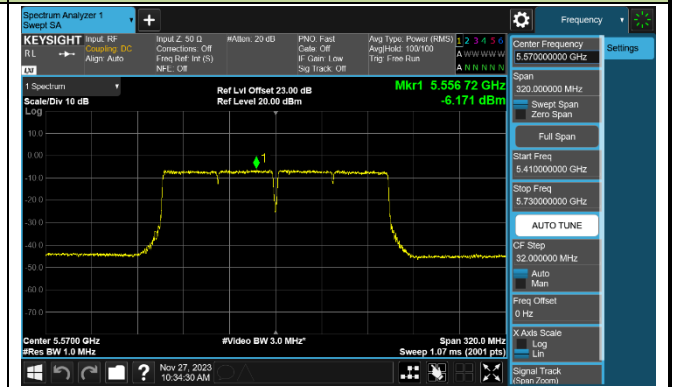 Spectrum Analyzer 1
Swept SA
Frequency
KEYSIGHT
RL
LXI
Input: RF
Coupling: DC
Align: Auto
Input Z: 50 Ω
Corrections: Off
Freq Ref: Int (S)
NFE: Off
#Atten: 20 dB
PNO: Fast
Gate: Off
IF Gain: Low
Sig Track: Off
Avg Type: Power (RMS)
Avg|Hold: 100/100
Trig: Free Run
1 2 3 4 5 6
A W W W W W
A N N N N N
1 Spectrum
Scale/Div 10 dB
Log
Ref Lvl Offset 23.00 dB
Ref Level 20.00 dBm
Mkr1 5.556 72 GHz
-6.171 dBm
10.0
0.00
-10.0
-20.0
-30.0
-40.0
-50.0
-60.0
-70.0
1
Center 5.5700 GHz
#Res BW 1.0 MHz
#Video BW 3.0 MHz*
Span 320.0 MHz
Sweep 1.07 ms (2001 pts)
Nov 27, 2023
10:34:30 AM
?
Center Frequency
5.570000000 GHz
Settings
Span
320.000000 MHz
Swept Span
Zero Span
Full Span
Start Freq
5.410000000 GHz
Stop Freq
5.730000000 GHz
AUTO TUNE
CF Step
32.000000 MHz
Auto
Man
Freq Offset
0 Hz
X Axis Scale
Log
Lin
Signal Track
(Span Zoom)